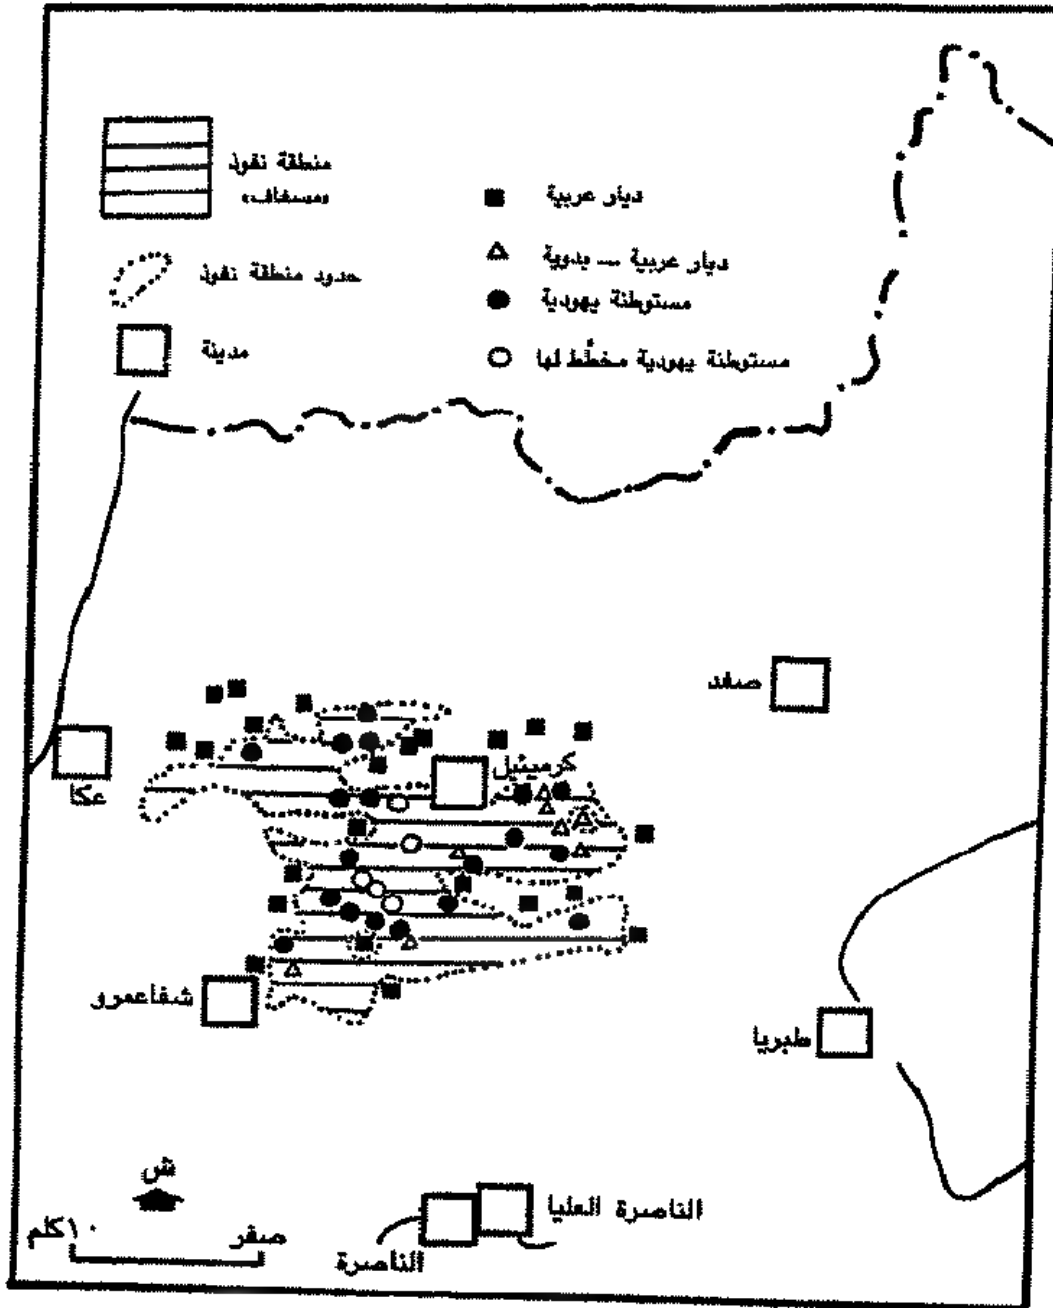 منطقة نفوذ
«مسغاف»
حدود منطقة نفوذ
مدينة
ديار عربية
ديار عربية — بدوية
مستوطنة يهودية
مستوطنة يهودية مخطَّط لها
صفد
كرميئيل
عكا
شفاعمرو
طبريا
الناصرة العليا
الناصرة
ش
صفر
١٠كلم